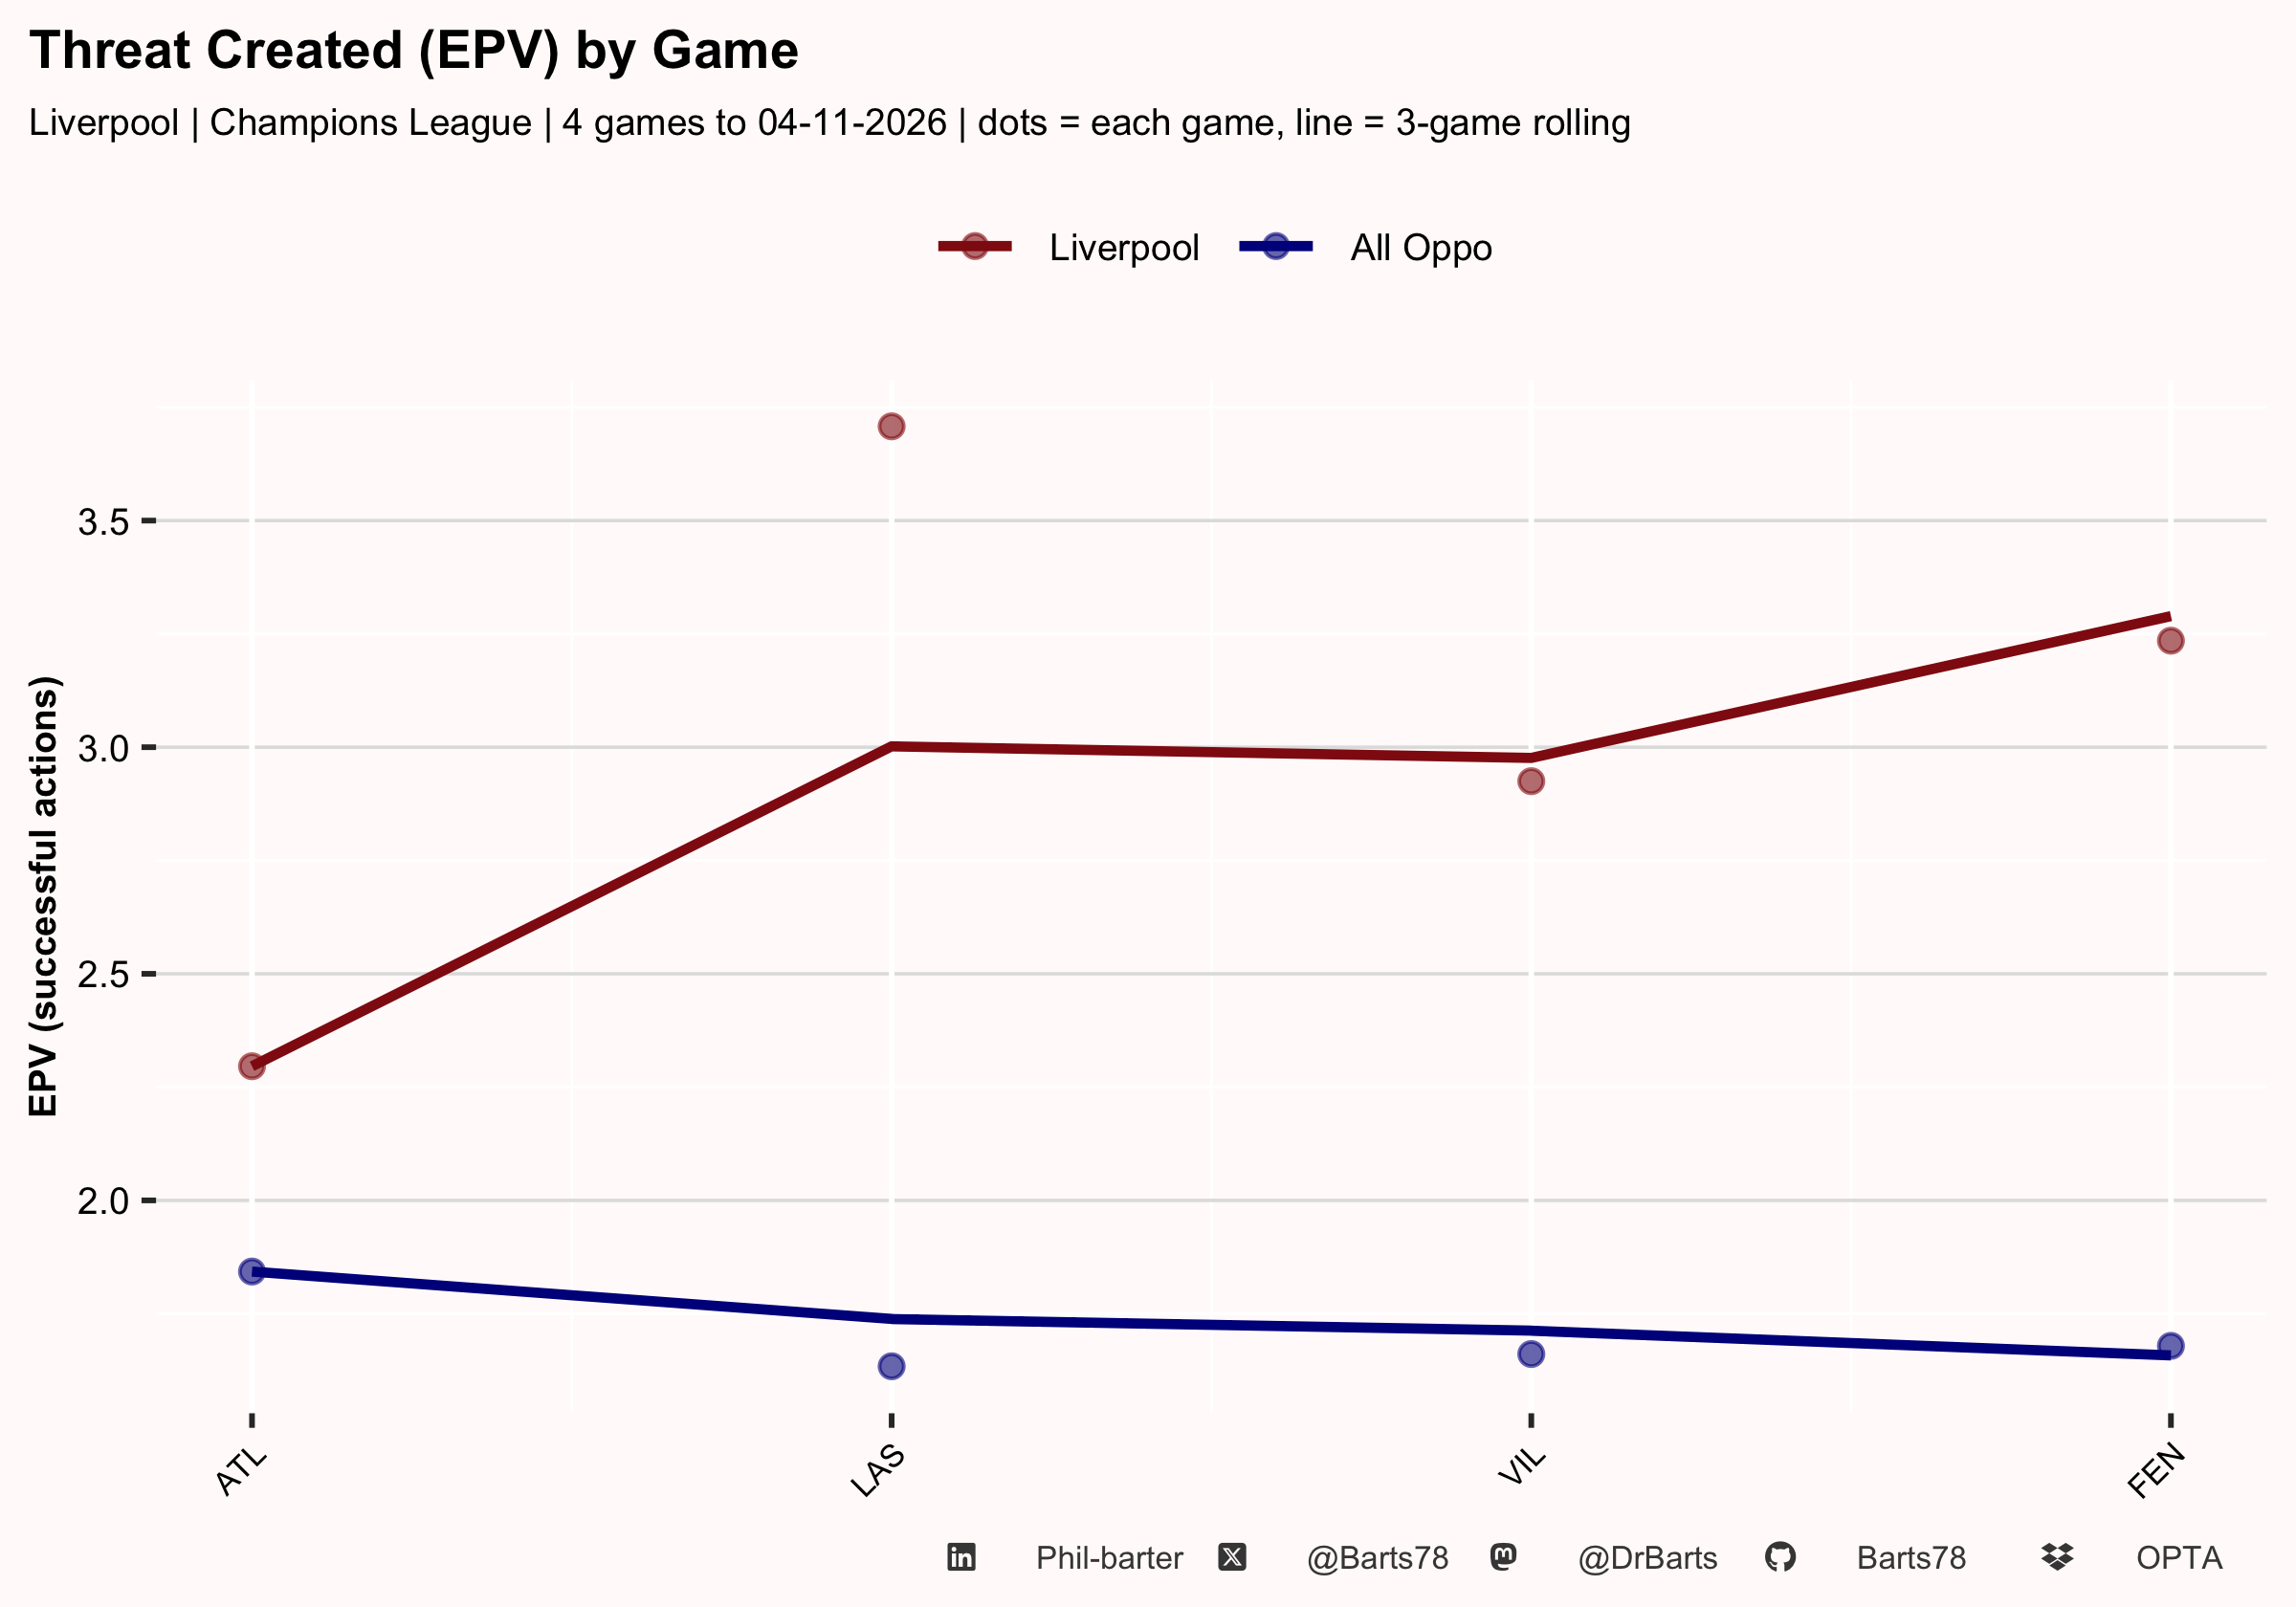 Threat Created (EPV) by Game
Liverpool | Champions League | 4 games to 04-11-2026 | dots = each game, line = 3-game rolling
Liverpool All Oppo
EPV (successful actions)
3.5
3.0
2.5
2.0
ATL LAS VIL FEN
Phil-barter @Barts78 @DrBarts Barts78 OPTA